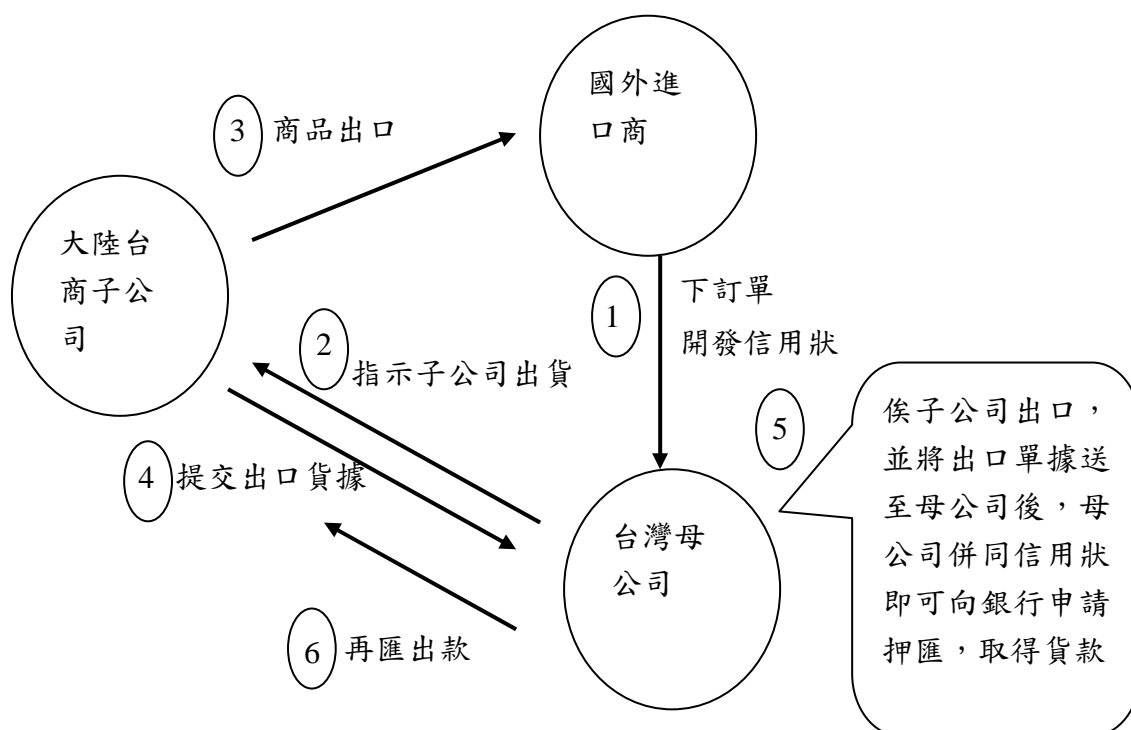 國外進
口商
3
商品出口
大陸台
商子公
司
1
下訂單
開發信用狀
2
指示子公司出貨
4
提交出口貨據
5
俟子公司出口，
並將出口單據送
至母公司後，母
公司併同信用狀
即可向銀行申請
押匯，取得貨款
台灣母
公司
6
再匯出款